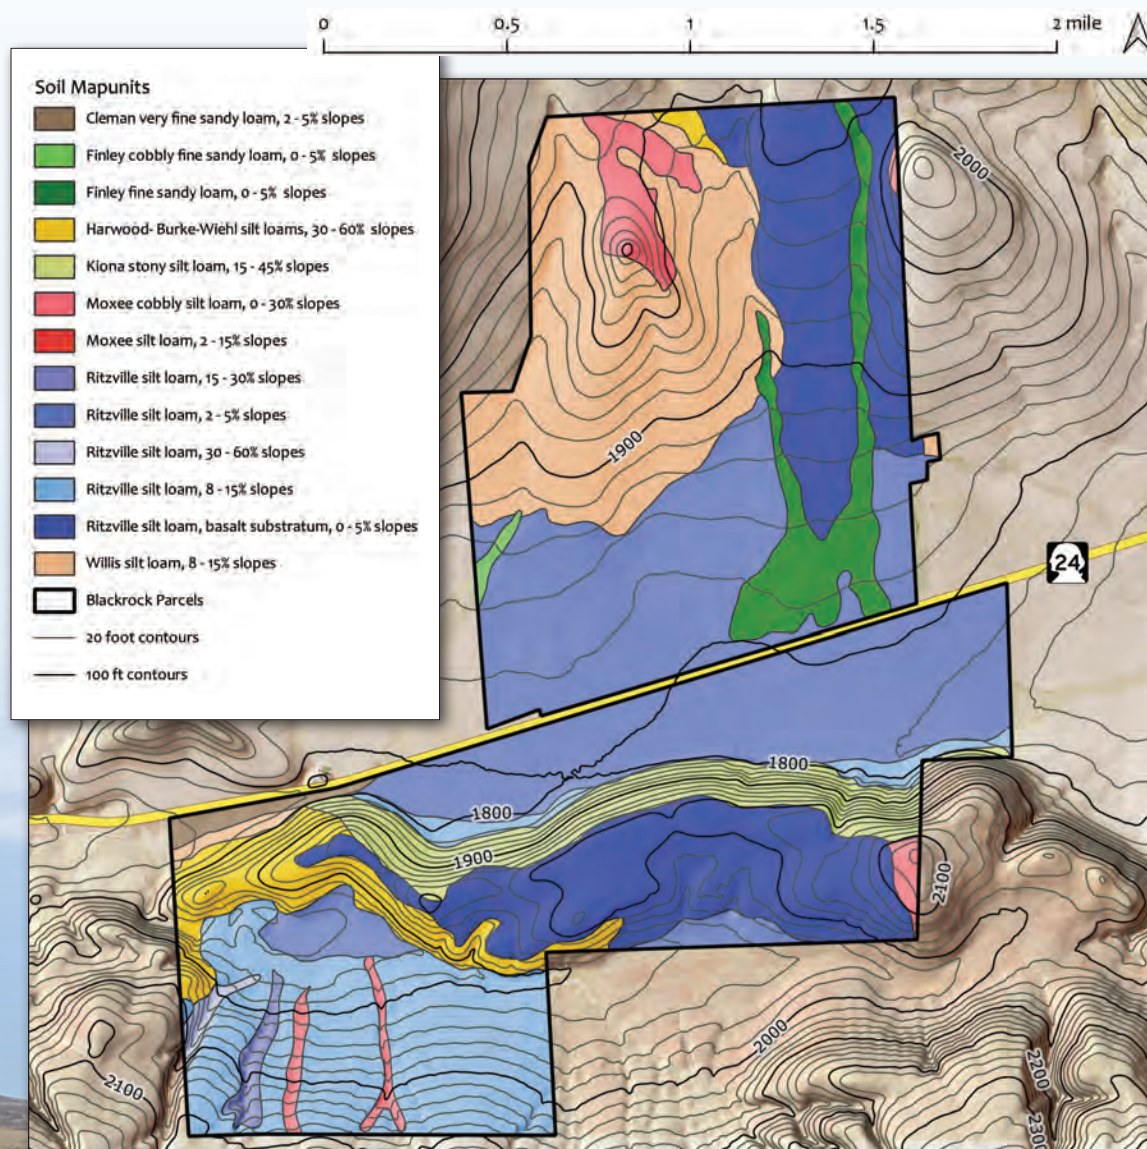 0 0.5 1 1.5 2 mile
Soil Mapunits
Cleman very fine sandy loam, 2 - 5% slopes
Finley cobbly fine sandy loam, 0 - 5% slopes
Finley fine sandy loam, 0 - 5% slopes
Harwood- Burke-Wiehl silt loams, 30 - 60% slopes
Kiona stony silt loam, 15 - 45% slopes
Moxee cobbly silt loam, 0 - 30% slopes
Moxee silt loam, 2 - 15% slopes
Ritzville silt loam, 15 - 30% slopes
Ritzville silt loam, 2 - 5% slopes
Ritzville silt loam, 30 - 60% slopes
Ritzville silt loam, 8 - 15% slopes
Ritzville silt loam, basalt substratum, 0 - 5% slopes
Willis silt loam, 8 - 15% slopes
Blackrock Parcels
20 foot contours
100 ft contours
2000
1900
24
1800
1800
1900
2100
2000
2100
2200
2300